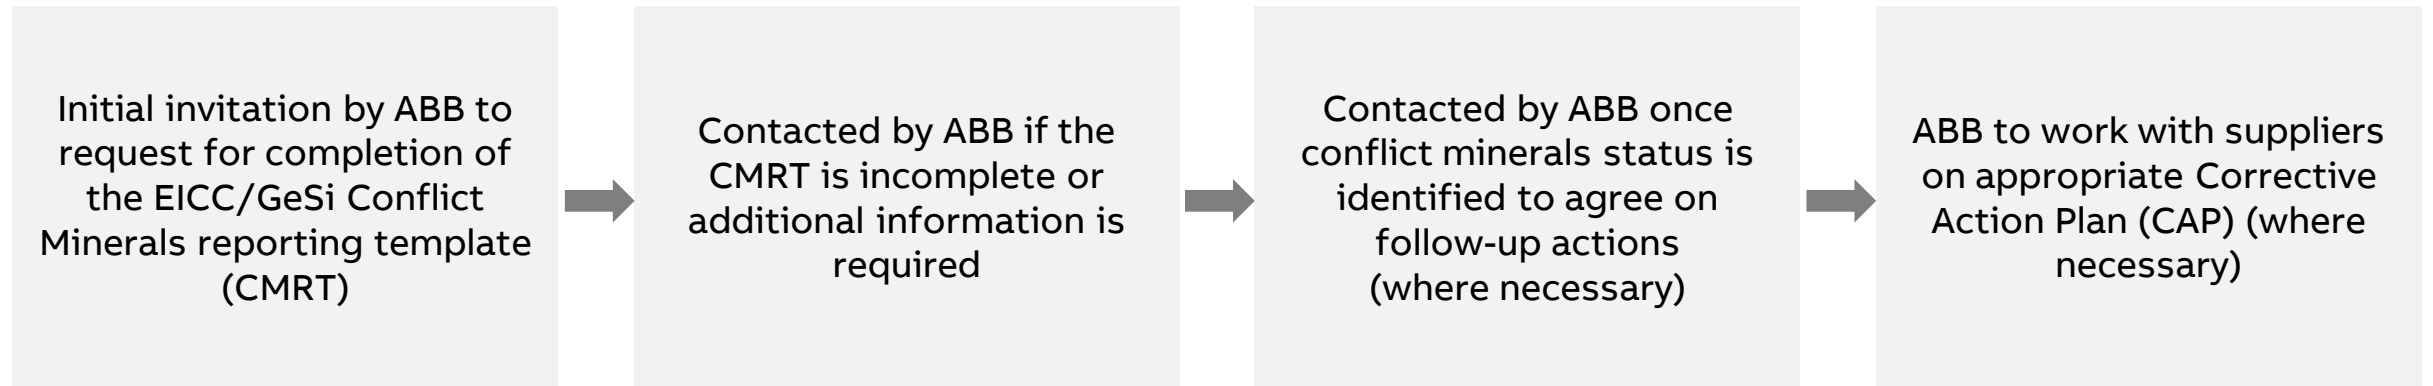 Initial invitation by ABB to
request for completion of
the EICC/GeSi Conflict
Minerals reporting template
(CMRT)
Contacted by ABB if the
CMRT is incomplete or
additional information is
required
Contacted by ABB once
conflict minerals status is
identified to agree on
follow-up actions
(where necessary)
ABB to work with suppliers
on appropriate Corrective
Action Plan (CAP) (where
necessary)